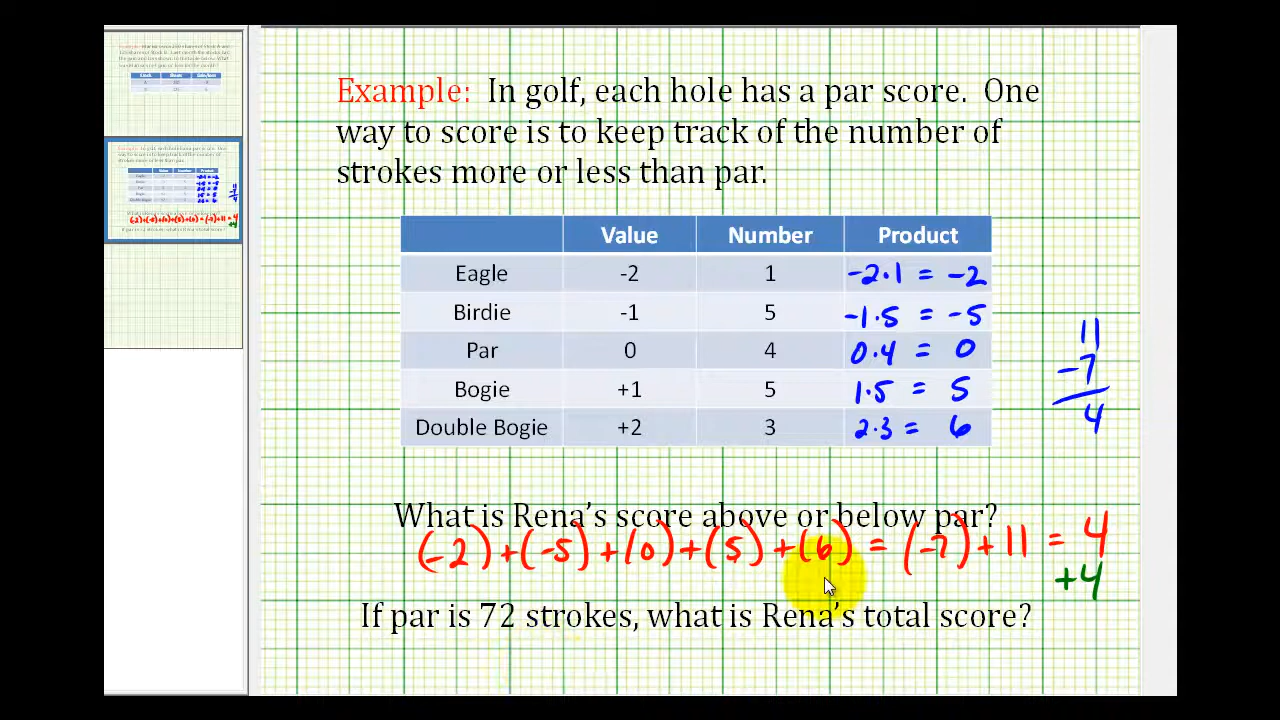 Example: In golf, each hole has a par score. One
way to score is to keep track of the number of
strokes more or less than par.
Value Number Product
Eagle -2 1 -2·1 = -2
Birdie -1 5 -1·5 = -5
Par 0 4 0·4 = 0
Bogie +1 5 1·5 = 5
Double Bogie +2 3 2·3 = 6
11
-7
4
What is Rena's score above or below par?
(-2)+(-5)+(0)+(5)+(6) = (-7)+11 = 4
+4
If par is 72 strokes, what is Rena's total score?